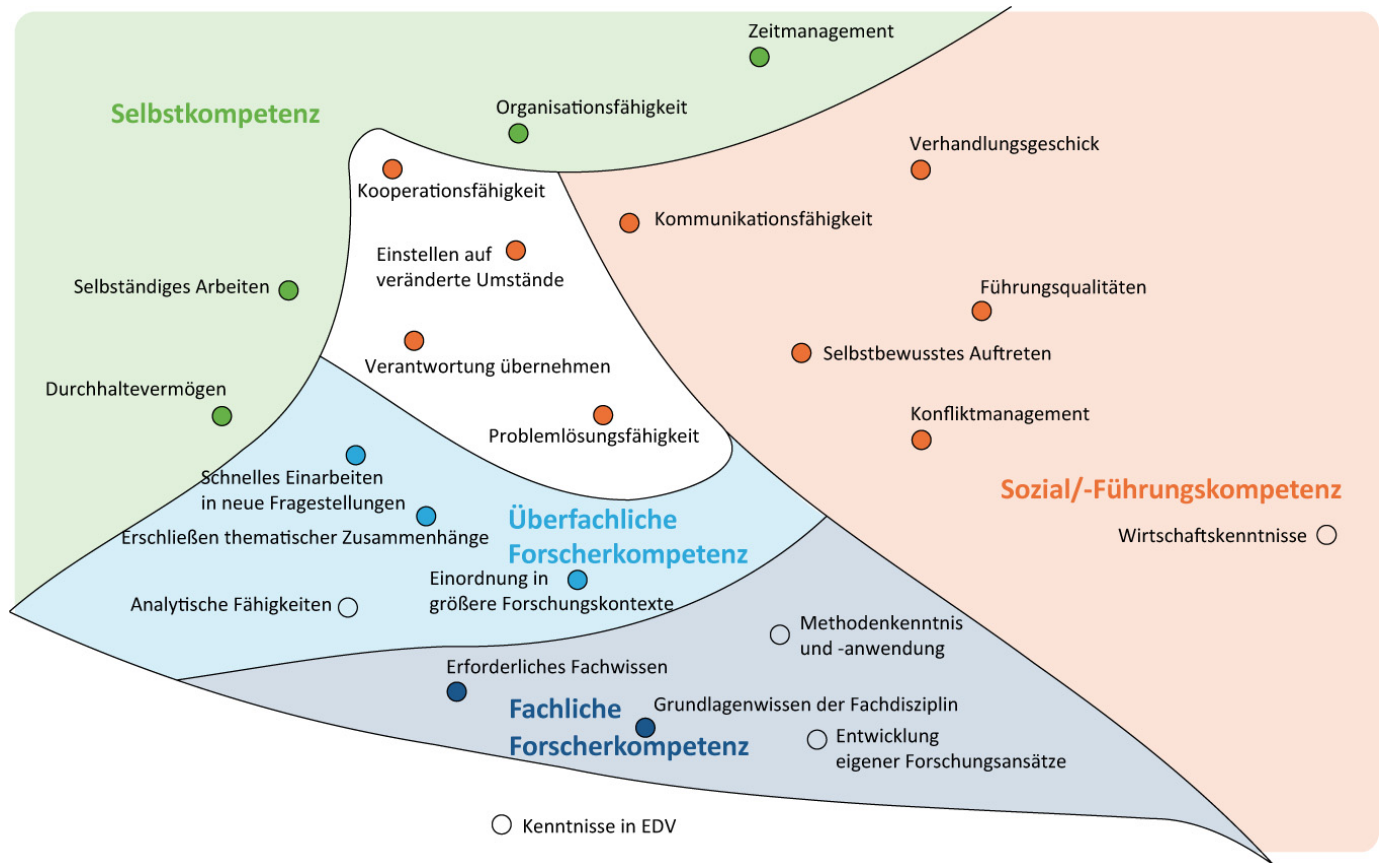 Zeitmanagement
Organisationsfähigkeit
Selbstkompetenz
Verhandlungsgeschick
Kooperationsfähigkeit
Kommunikationsfähigkeit
Einstellen auf
veränderte Umstände
Selbständiges Arbeiten
Führungsqualitäten
Selbstbewusstes Auftreten
Verantwortung übernehmen
Durchhaltevermögen
Konfliktmanagement
Problemlösungsfähigkeit
Schnelles Einarbeiten
in neue Fragestellungen
Sozial/-Führungskompetenz
Überfachliche
Forscherkompetenz
Wirtschaftskenntnisse
Erschließen thematischer Zusammenhänge
Einordnung in
größere Forschungskontexte
Analytische Fähigkeiten
Methodenkenntnis
und -anwendung
Erforderliches Fachwissen
Fachliche
Forscherkompetenz
Grundlagenwissen der Fachdisziplin
Entwicklung
eigener Forschungsansätze
Kenntnisse in EDV